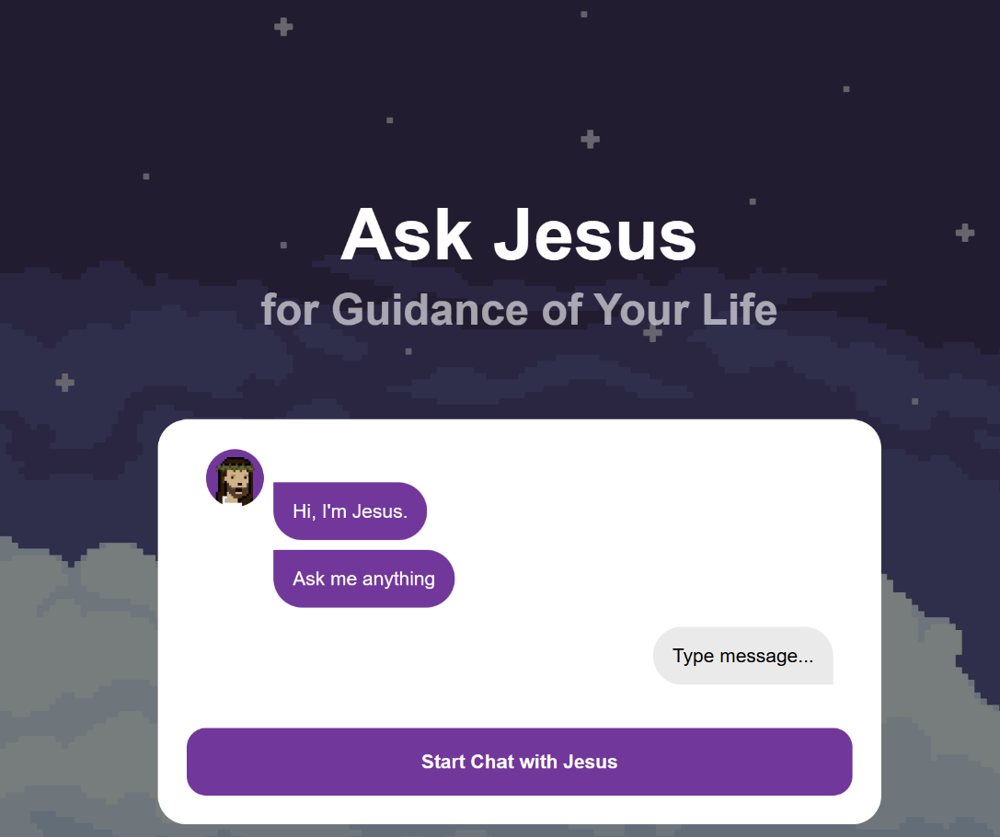 Ask Jesus
for Guidance of Your Life
Hi, I'm Jesus.
Ask me anything
Type message...
Start Chat with Jesus